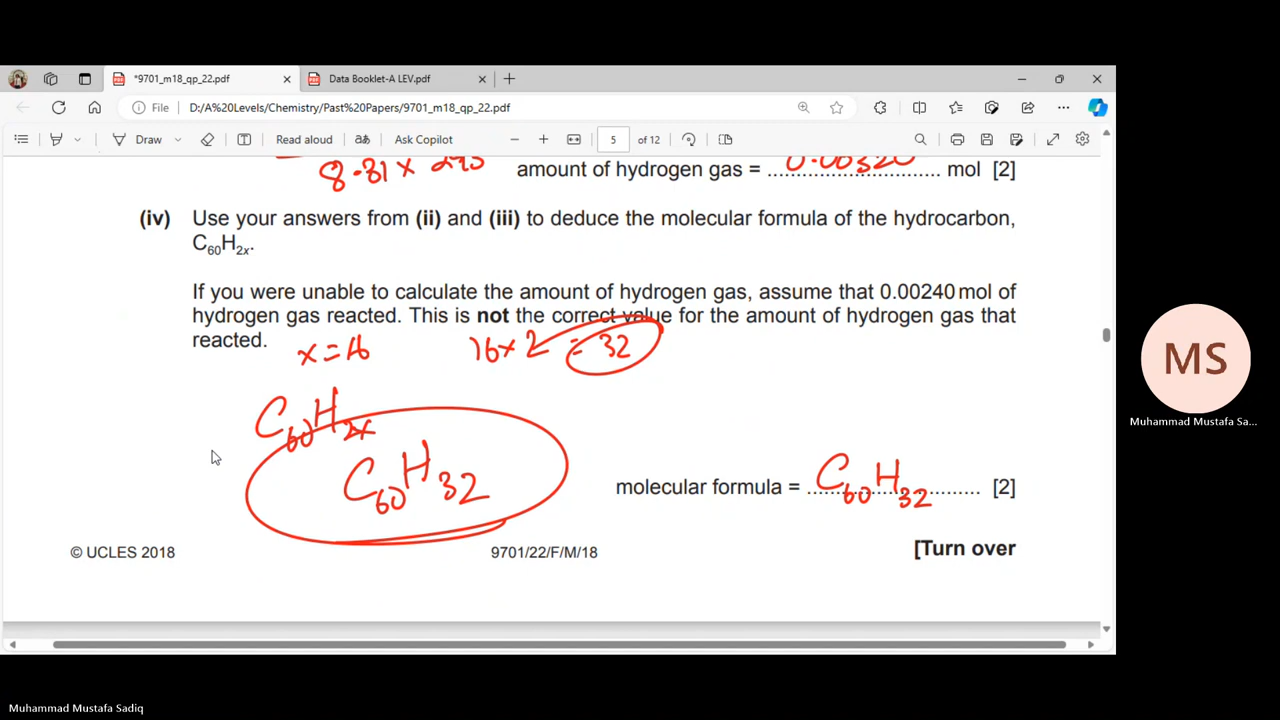 *9701_m18_qp_22.pdf
Data Booklet-A LEV.pdf
File D:/A%20Levels/Chemistry/Past%20Papers/9701_m18_qp_22.pdf
Draw Read aloud aあ Ask Copilot 5 of 12
8.81 x amount of hydrogen gas = 0.00320 mol [2]
(iv) Use your answers from (ii) and (iii) to deduce the molecular formula of the hydrocarbon,
C60H2x.
If you were unable to calculate the amount of hydrogen gas, assume that 0.00240 mol of
hydrogen gas reacted. This is not the correct value for the amount of hydrogen gas that
reacted.
x = 16 16 x 2 = 32
C60H2x
C60H32
molecular formula = C60H32 [2]
© UCLES 2018 9701/22/F/M/18 [Turn over
MS
Muhammad Mustafa Sa...
Muhammad Mustafa Sadiq